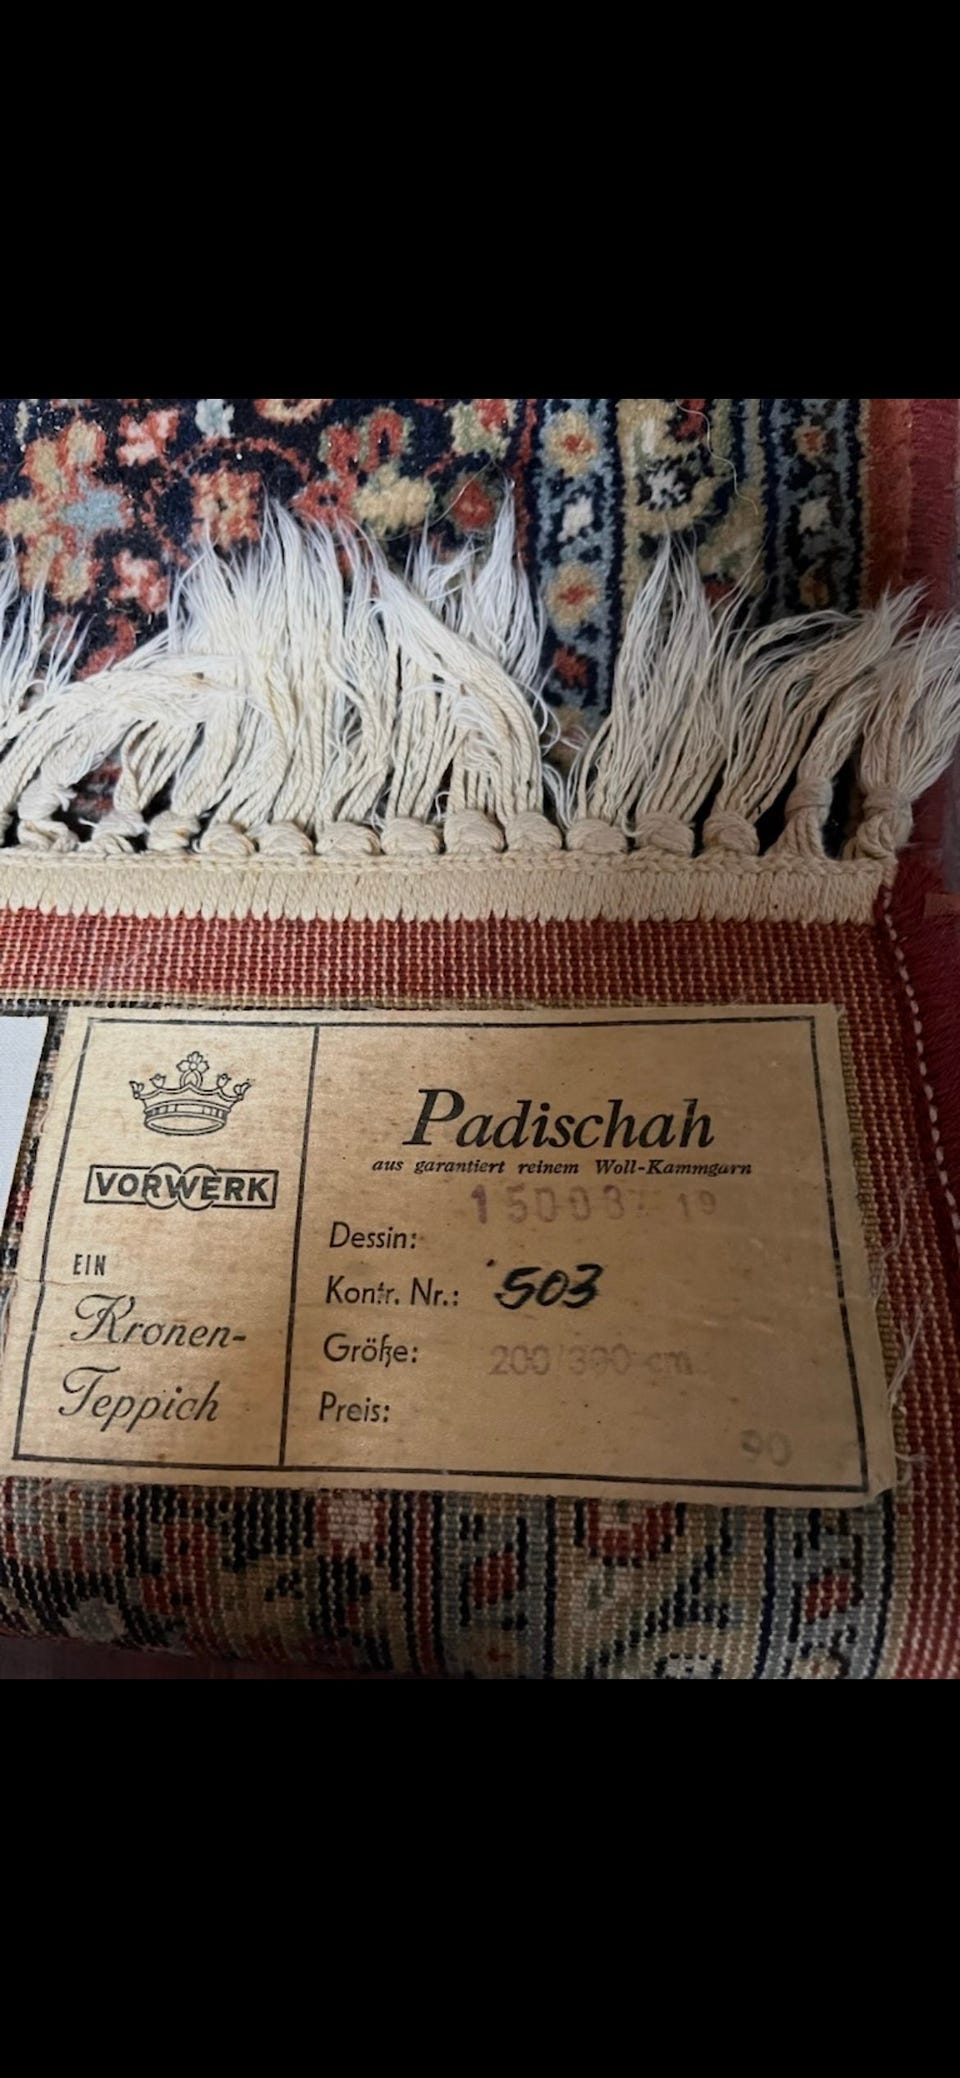 VORWERK
EIN
Kronen-
Teppich
Padischah
aus garantiert reinem Woll-Kammgarn
Dessin:
Kontr. Nr.: 503
Größe: 200/300 cm
Preis:
90